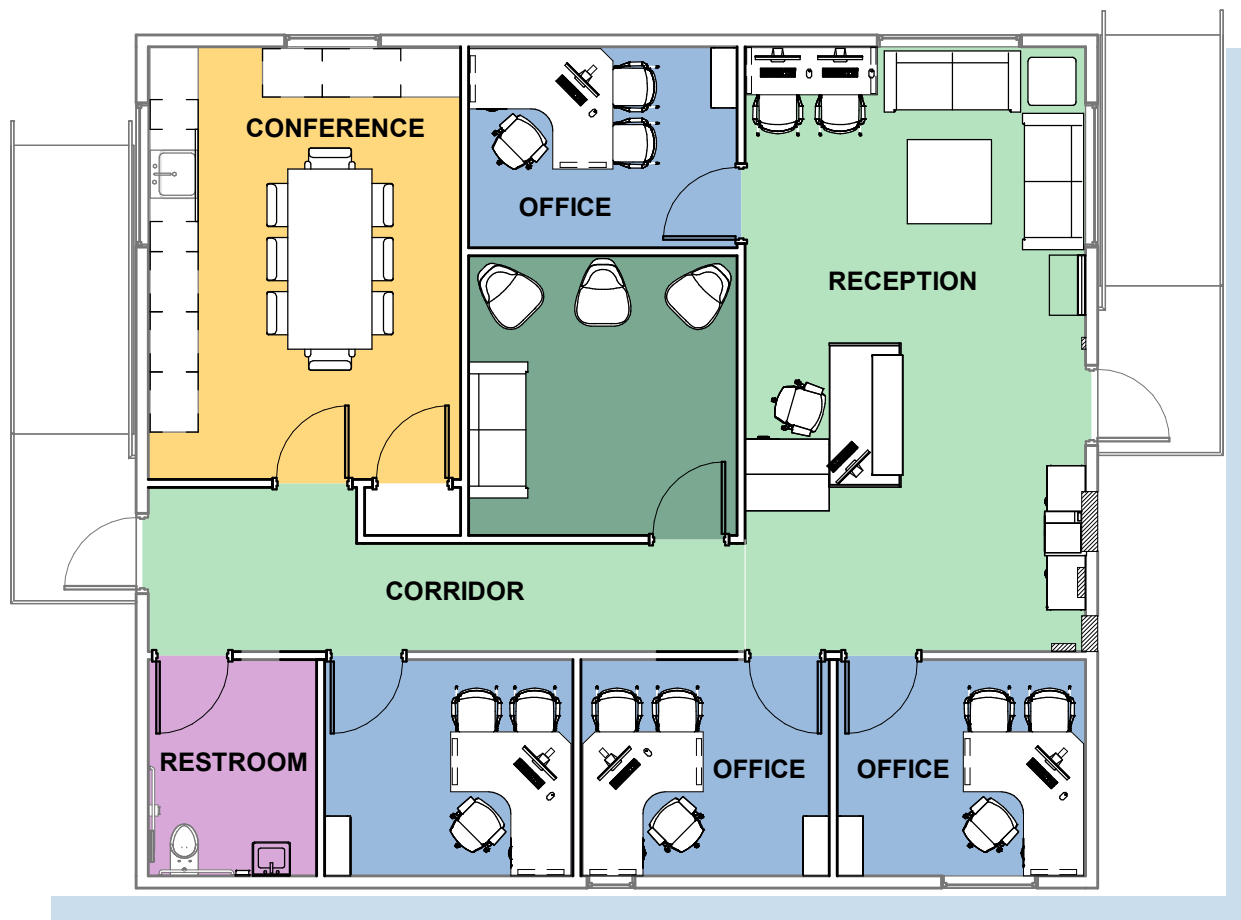 CONFERENCE
OFFICE
RECEPTION
CORRIDOR
RESTROOM
OFFICE
OFFICE